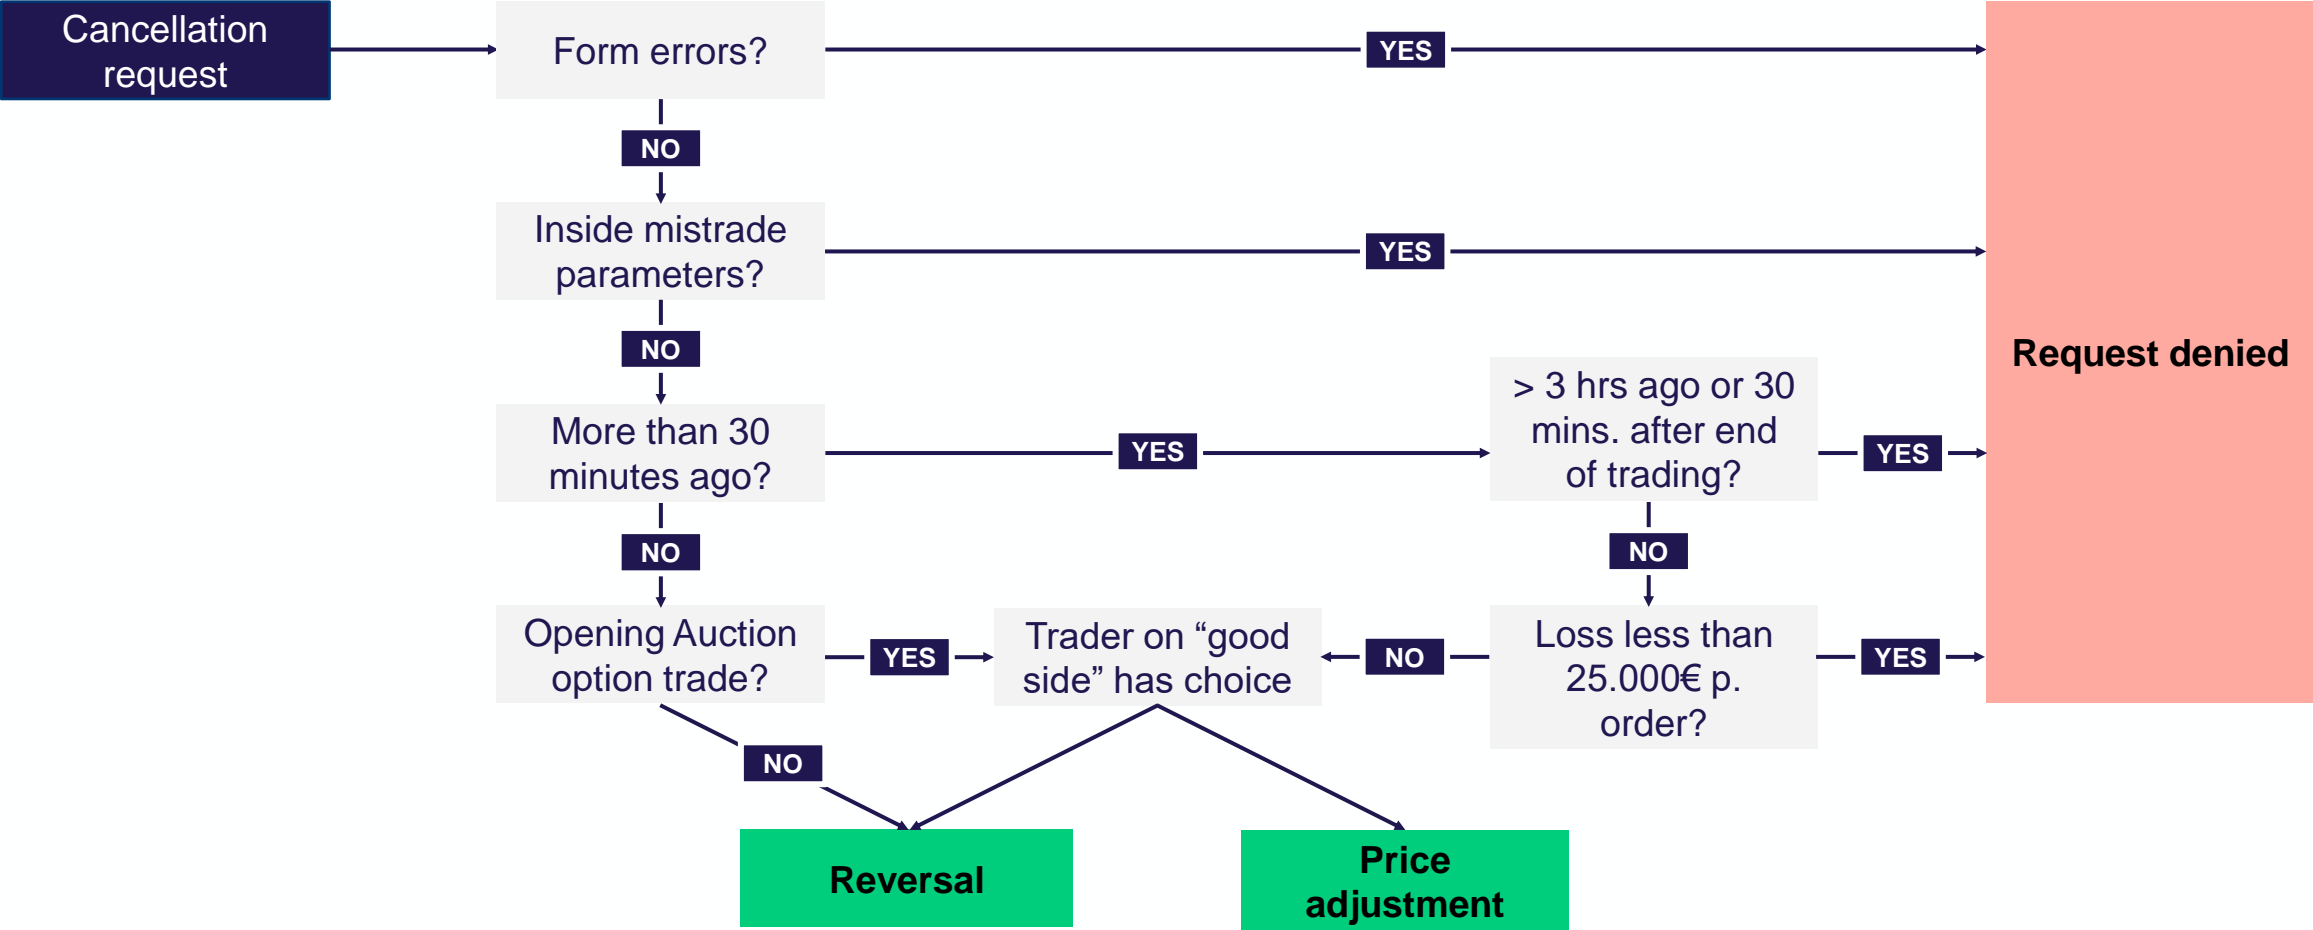 Cancellation
request
Form errors?
YES
NO
Inside mistrade
parameters?
YES
NO
More than 30
minutes ago?
YES
> 3 hrs ago or 30
mins. after end
of trading?
YES
Request denied
NO
NO
Opening Auction
option trade?
YES
Trader on “good
side” has choice
NO
Loss less than
25.000€ p.
order?
YES
NO
Reversal
Price
adjustment